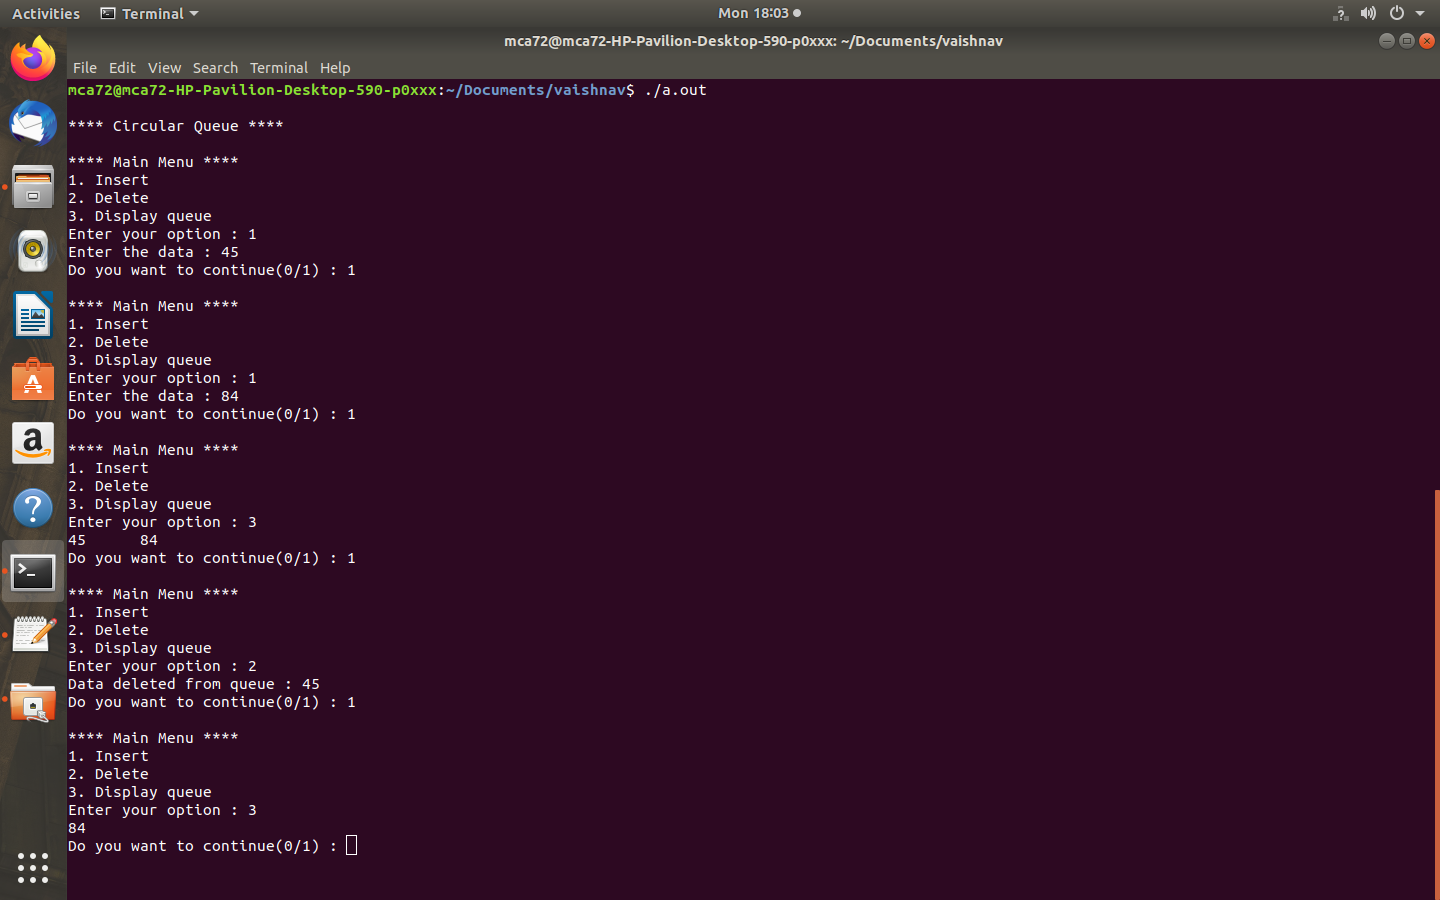 Activities Terminal Mon 18:03
mca72@mca72-HP-Pavilion-Desktop-590-p0xxx: ~/Documents/vaishnav
File Edit View Search Terminal Help
mca72@mca72-HP-Pavilion-Desktop-590-p0xxx:~/Documents/vaishnav$ ./a.out
**** Circular Queue ****
**** Main Menu ****
1. Insert
2. Delete
3. Display queue
Enter your option : 1
Enter the data : 45
Do you want to continue(0/1) : 1
**** Main Menu ****
1. Insert
2. Delete
3. Display queue
Enter your option : 1
Enter the data : 84
Do you want to continue(0/1) : 1
**** Main Menu ****
1. Insert
2. Delete
3. Display queue
Enter your option : 3
45 84
Do you want to continue(0/1) : 1
**** Main Menu ****
1. Insert
2. Delete
3. Display queue
Enter your option : 2
Data deleted from queue : 45
Do you want to continue(0/1) : 1
**** Main Menu ****
1. Insert
2. Delete
3. Display queue
Enter your option : 3
84
Do you want to continue(0/1) :